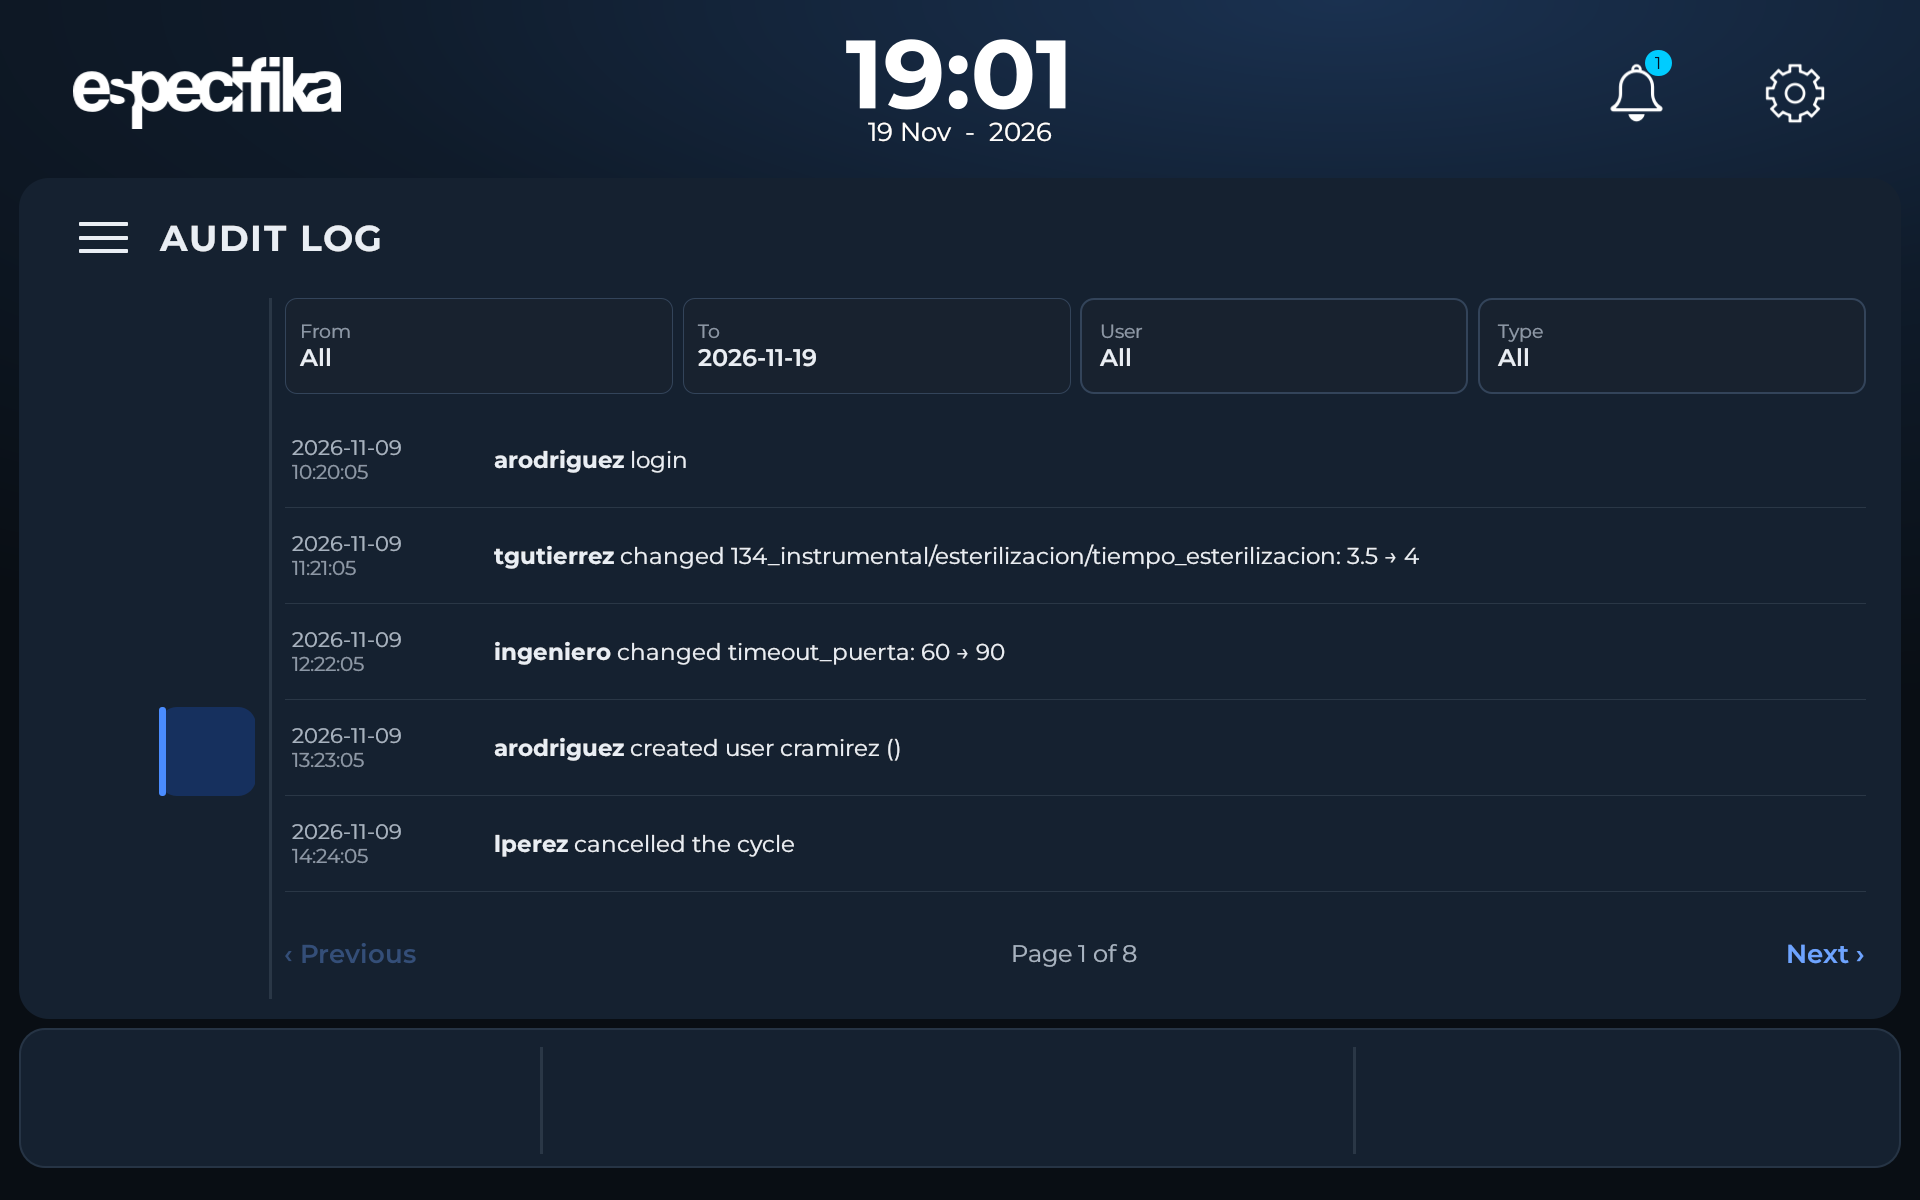 especifika
19:01
19 Nov - 2026
1
AUDIT LOG
From
All
To
2026-11-19
User
All
Type
All
2026-11-09
10:20:05
arodriguez login
2026-11-09
11:21:05
tgutierrez changed 134_instrumental/esterilizacion/tiempo_esterilizacion: 3.5 → 4
2026-11-09
12:22:05
ingeniero changed timeout_puerta: 60 → 90
2026-11-09
13:23:05
arodriguez created user cramirez ()
2026-11-09
14:24:05
lperez cancelled the cycle
‹ Previous
Page 1 of 8
Next ›